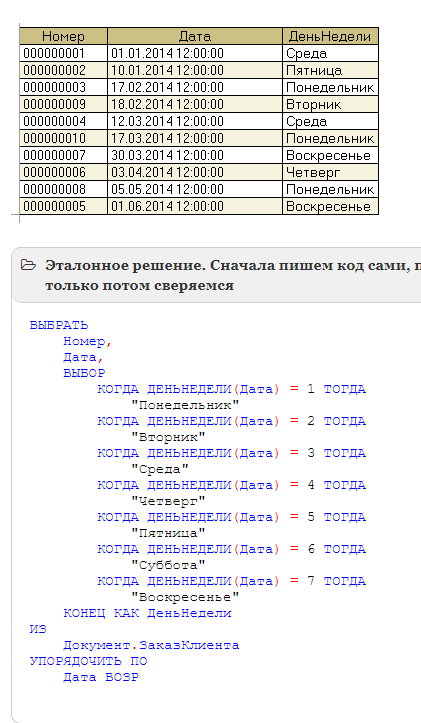 Номер Дата ДеньНедели
000000001 01.01.2014 12:00:00 Среда
000000002 10.01.2014 12:00:00 Пятница
000000003 17.02.2014 12:00:00 Понедельник
000000009 18.02.2014 12:00:00 Вторник
000000004 12.03.2014 12:00:00 Среда
000000010 17.03.2014 12:00:00 Понедельник
000000007 30.03.2014 12:00:00 Воскресенье
000000006 03.04.2014 12:00:00 Четверг
000000008 05.05.2014 12:00:00 Понедельник
000000005 01.06.2014 12:00:00 Воскресенье
Эталонное решение. Сначала пишем код сами,
только потом сверяемся
ВЫБРАТЬ
Номер,
Дата,
ВЫБОР
КОГДА ДЕНЬНЕДЕЛИ(Дата) = 1 ТОГДА
"Понедельник"
КОГДА ДЕНЬНЕДЕЛИ(Дата) = 2 ТОГДА
"Вторник"
КОГДА ДЕНЬНЕДЕЛИ(Дата) = 3 ТОГДА
"Среда"
КОГДА ДЕНЬНЕДЕЛИ(Дата) = 4 ТОГДА
"Четверг"
КОГДА ДЕНЬНЕДЕЛИ(Дата) = 5 ТОГДА
"Пятница"
КОГДА ДЕНЬНЕДЕЛИ(Дата) = 6 ТОГДА
"Суббота"
КОГДА ДЕНЬНЕДЕЛИ(Дата) = 7 ТОГДА
"Воскресенье"
КОНЕЦ КАК ДеньНедели
ИЗ
Документ.ЗаказКлиента
УПОРЯДОЧИТЬ ПО
Дата ВОЗР